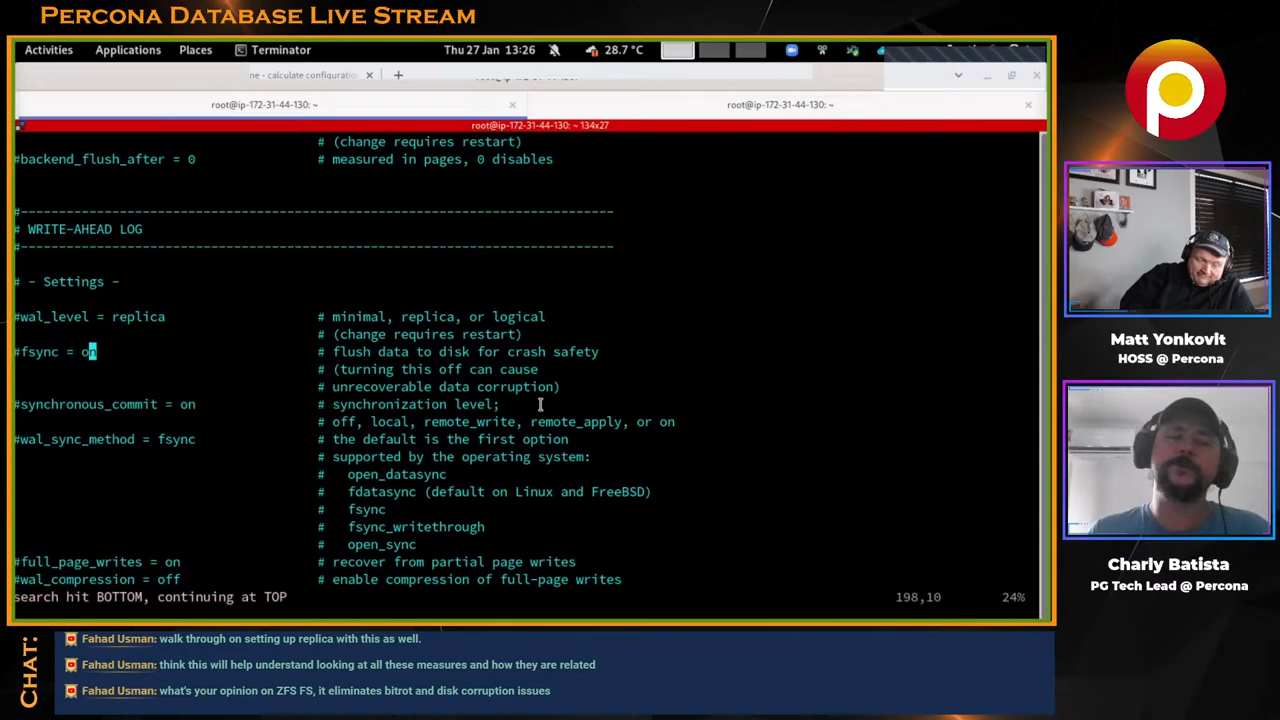 PERCONA DATABASE LIVE STREAM
Activities Applications Places Terminator Thu 27 Jan 13:26 28.7 °C
ne - calculate configuratio
root@ip-172-31-44-130: ~ root@ip-172-31-44-130: ~
root@ip-172-31-44-130: ~ 134x27
# (change requires restart)
#backend_flush_after = 0 # measured in pages, 0 disables
#------------------------------------------------------------------------------
# WRITE-AHEAD LOG
#------------------------------------------------------------------------------
# - Settings -
#wal_level = replica # minimal, replica, or logical
# (change requires restart)
#fsync = on # flush data to disk for crash safety
# (turning this off can cause
# unrecoverable data corruption)
#synchronous_commit = on # synchronization level;
# off, local, remote_write, remote_apply, or on
#wal_sync_method = fsync # the default is the first option
# supported by the operating system:
# open_datasync
# fdatasync (default on Linux and FreeBSD)
# fsync
# fsync_writethrough
# open_sync
#full_page_writes = on # recover from partial page writes
#wal_compression = off # enable compression of full-page writes
search hit BOTTOM, continuing at TOP 198,10 24%
Matt Yonkovit
HOSS @ Percona
Charly Batista
PG Tech Lead @ Percona
CHAT:
Fahad Usman: walk through on setting up replica with this as well.
Fahad Usman: think this will help understand looking at all these measures and how they are related
Fahad Usman: what's your opinion on ZFS FS, it eliminates bitrot and disk corruption issues